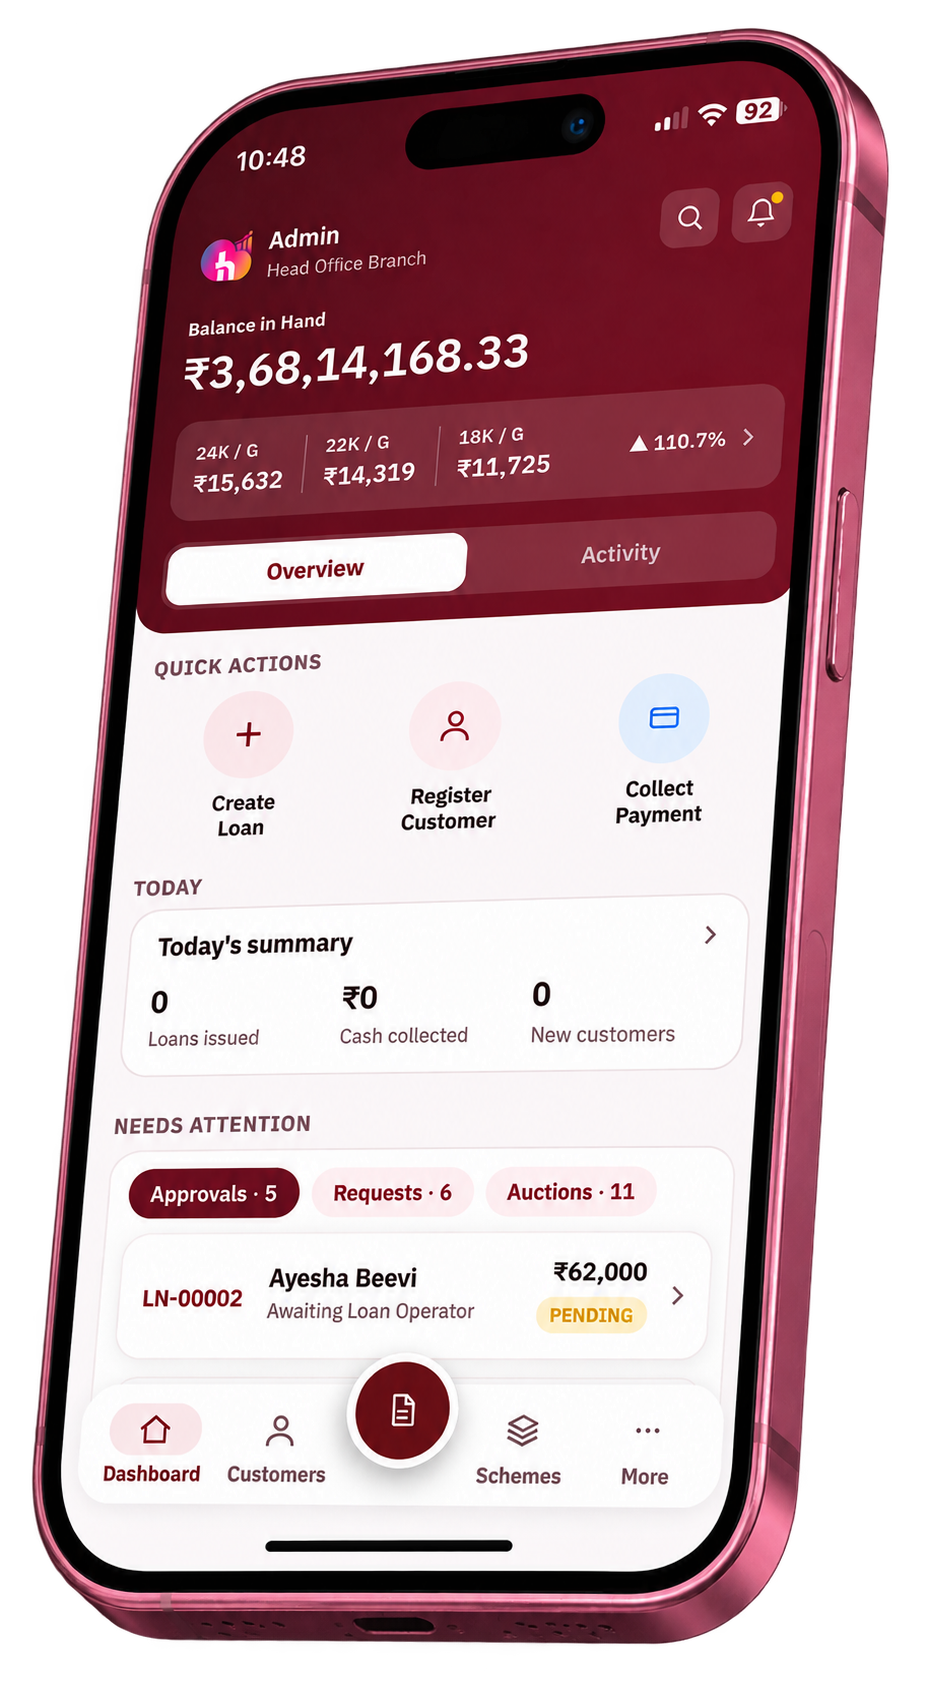 10:48
92
Admin
Head Office Branch
Balance in Hand
₹3,68,14,168.33
24K / G
22K / G
18K / G
₹15,632
₹14,319
₹11,725
▲ 110.7%
Overview
Activity
QUICK ACTIONS
Create
Loan
Register
Customer
Collect
Payment
TODAY
Today's summary
0
₹0
0
Loans issued
Cash collected
New customers
NEEDS ATTENTION
Approvals · 5
Requests · 6
Auctions · 11
LN-00002
Ayesha Beevi
Awaiting Loan Operator
₹62,000
PENDING
Dashboard
Customers
Schemes
More